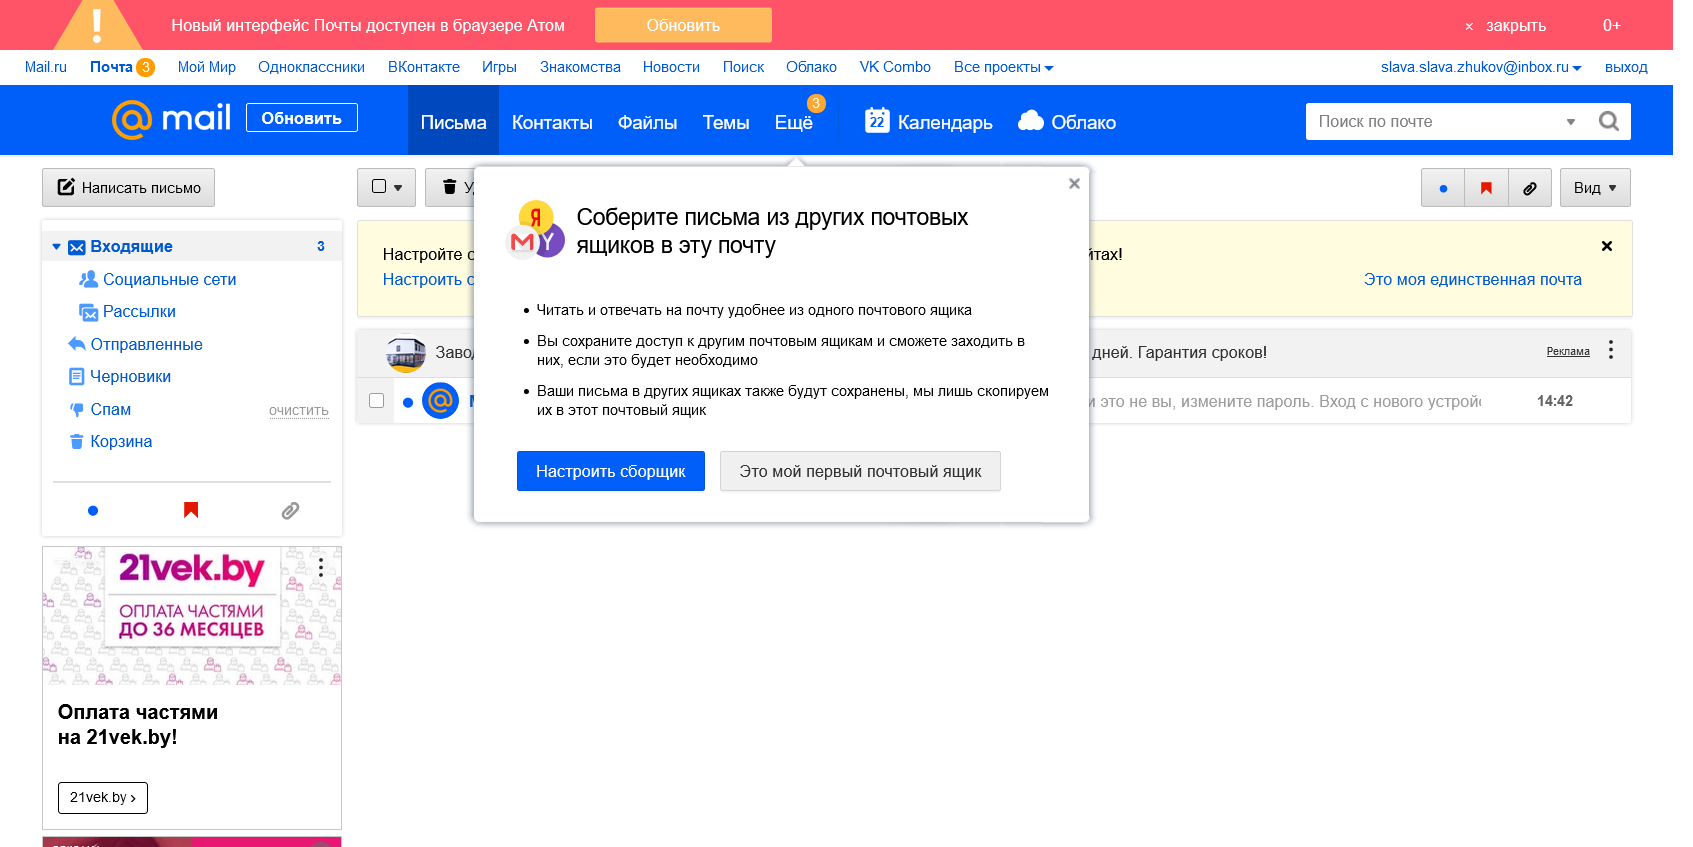 Новый интерфейс Почты доступен в браузере Атом
Обновить
× закрыть
0+
Mail.ru Почта 3 Мой Мир Одноклассники ВКонтакте Игры Знакомства Новости Поиск Облако VK Combo Все проекты
slava.slava.zhukov@inbox.ru выход
@mail Обновить
Письма Контакты Файлы Темы Ещё 3 22 Календарь Облако
Поиск по почте
Написать письмо
Вид
Входящие 3
Социальные сети
Рассылки
Отправленные
Черновики
Спам очистить
Корзина
Настройте
Настроить
Это моя единственная почта
дней. Гарантия сроков!
Реклама
это не вы, измените пароль. Вход с нового
14:42
Соберите письма из других почтовых
ящиков в эту почту
• Читать и отвечать на почту удобнее из одного почтового ящика
• Вы сохраните доступ к другим почтовым ящикам и сможете заходить в
них, если это будет необходимо
• Ваши письма в других ящиках также будут сохранены, мы лишь скопируем
их в этот почтовый ящик
Настроить сборщик
Это мой первый почтовый ящик
21vek.by
ОПЛАТА ЧАСТЯМИ
ДО 36 МЕСЯЦЕВ
Оплата частями
на 21vek.by!
21vek.by ›